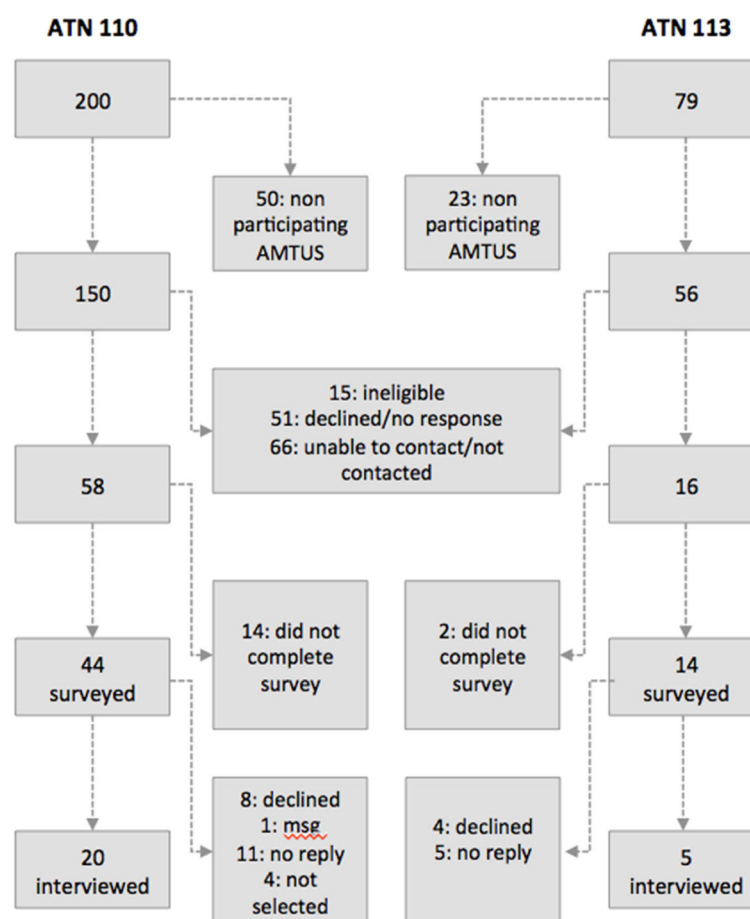 ATN 110
ATN 113
200
79
50: non
participating
AMTUS
23: non
participating
AMTUS
150
56
15: ineligible
51: declined/no response
66: unable to contact/not
contacted
58
16
14: did not
complete
survey
2: did not
complete
survey
44
surveyed
14
surveyed
8: declined
1: msg
11: no reply
4: not
selected
4: declined
5: no reply
20
interviewed
5
interviewed